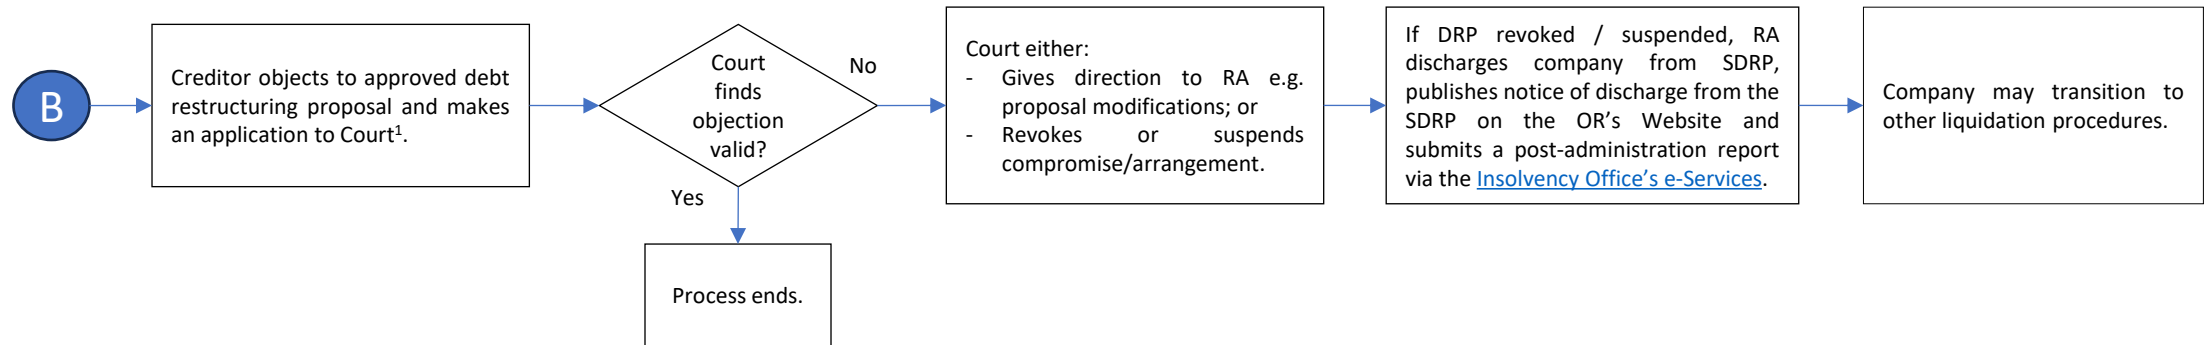 B
Creditor objects to approved debt
restructuring proposal and makes
an application to Court¹.
Court
finds
objection
valid?
No
Yes
Process ends.
Court either:
- Gives direction to RA e.g.
proposal modifications; or
- Revokes or suspends
compromise/arrangement.
If DRP revoked / suspended, RA
discharges company from SDRP,
publishes notice of discharge from the
SDRP on the OR’s Website and
submits a post-administration report
via the Insolvency Office’s e-Services.
Company may transition to
other liquidation procedures.